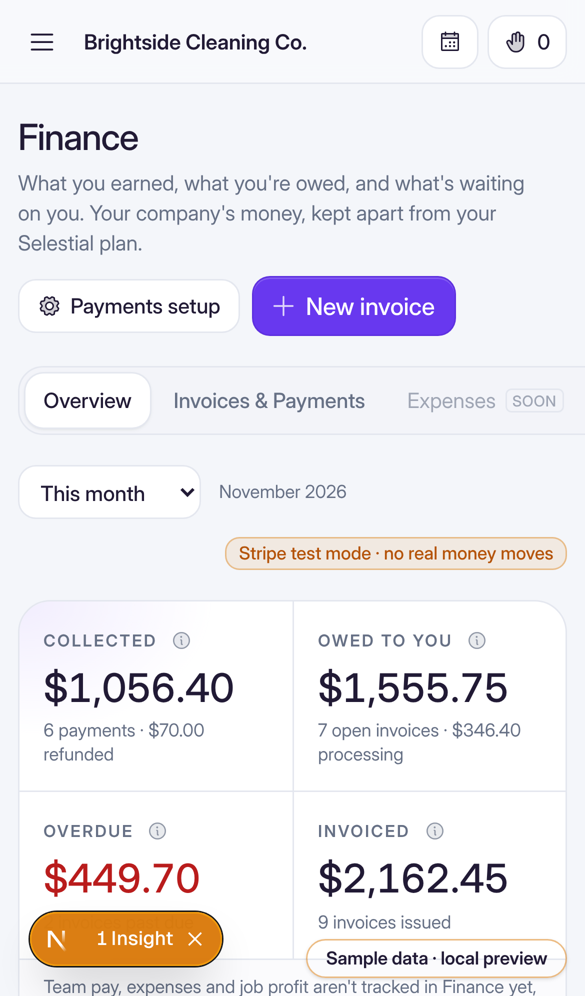 Brightside Cleaning Co.
0
Finance
What you earned, what you're owed, and what's waiting
on you. Your company's money, kept apart from your
Selestial plan.
Payments setup
New invoice
Overview
Invoices & Payments
Expenses
SOON
This month
November 2026
Stripe test mode · no real money moves
COLLECTED
$1,056.40
6 payments · $70.00
refunded
OWED TO YOU
$1,555.75
7 open invoices · $346.40
processing
OVERDUE
$449.70
INVOICED
$2,162.45
9 invoices issued
N
1 Insight
Sample data · local preview
Team pay, expenses and job profit aren't tracked in Finance yet,